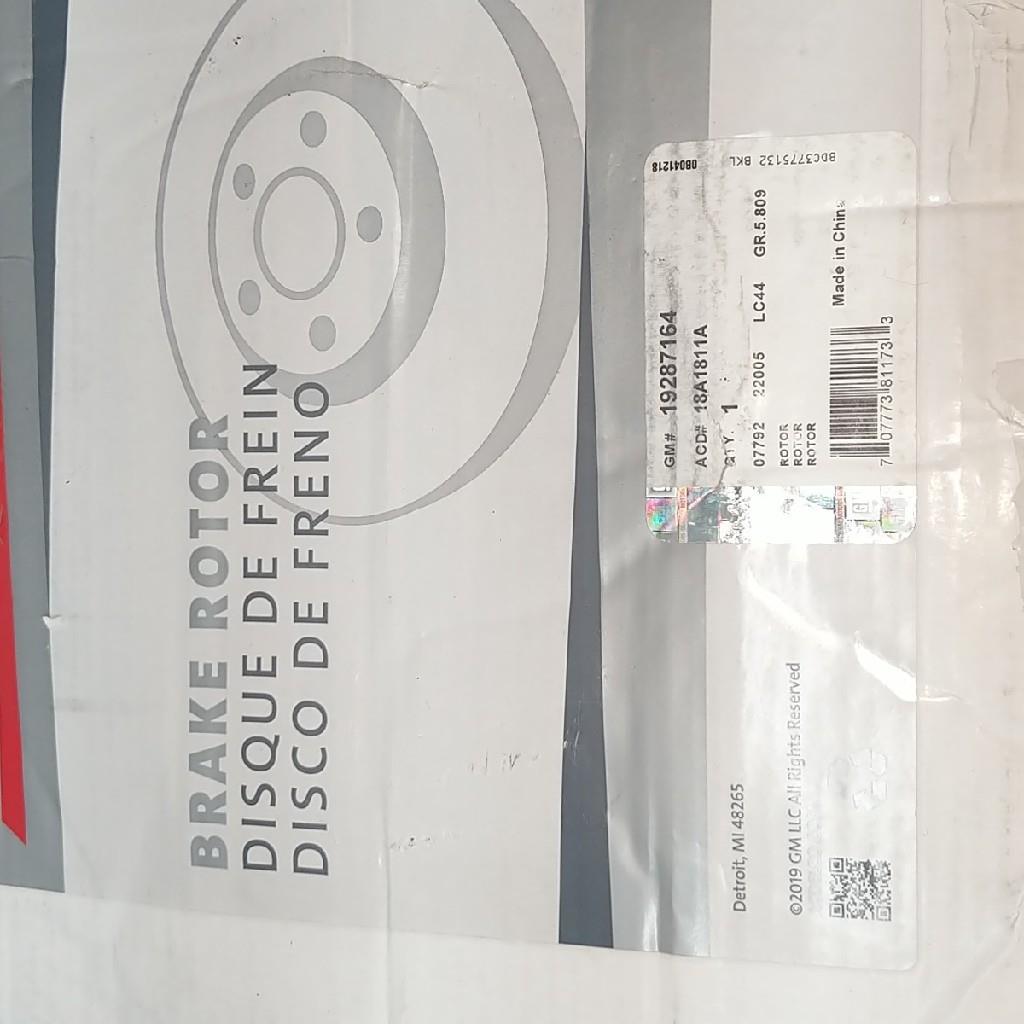 BRAKE ROTOR
DISQUE DE FREIN
DISCO DE FRENO
08041218
BDC3775132 BKL
GM# 19287164
ACD# 18A1811A
QTY. 1
07792 22005 LC44 GR.5.809
ROTOR
ROTOR
ROTOR
Made in China
7 07773 81173 3
Detroit, MI 48265
©2019 GM LLC All Rights Reserved